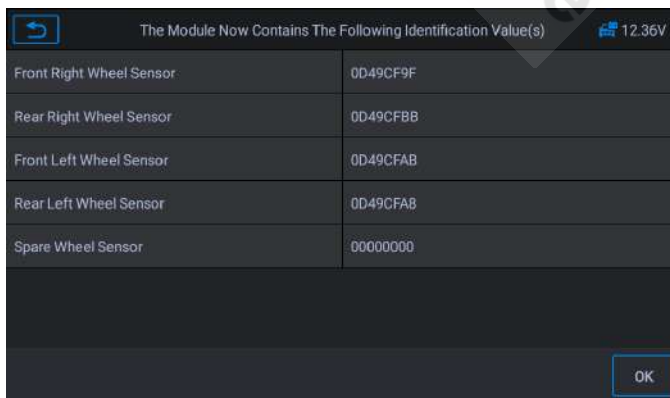 The Module Now Contains The Following Identification Value(s) 12.36V
Front Right Wheel Sensor 0D49CF9F
Rear Right Wheel Sensor 0D49CFBB
Front Left Wheel Sensor 0D49CFAB
Rear Left Wheel Sensor 0D49CFA8
Spare Wheel Sensor 00000000
OK